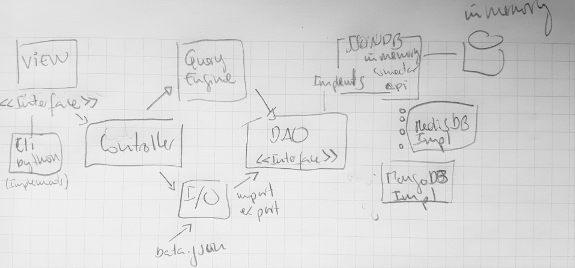 in memory
VIEW
<<Interface>>
Cli
python
(Implements)
Controller
Query
Engine
I/O
import
export
Data.json
DAO
<<Interface>>
Implements
JSONDB
in memory
api
RedisDB
Impl
MongoDB
Impl